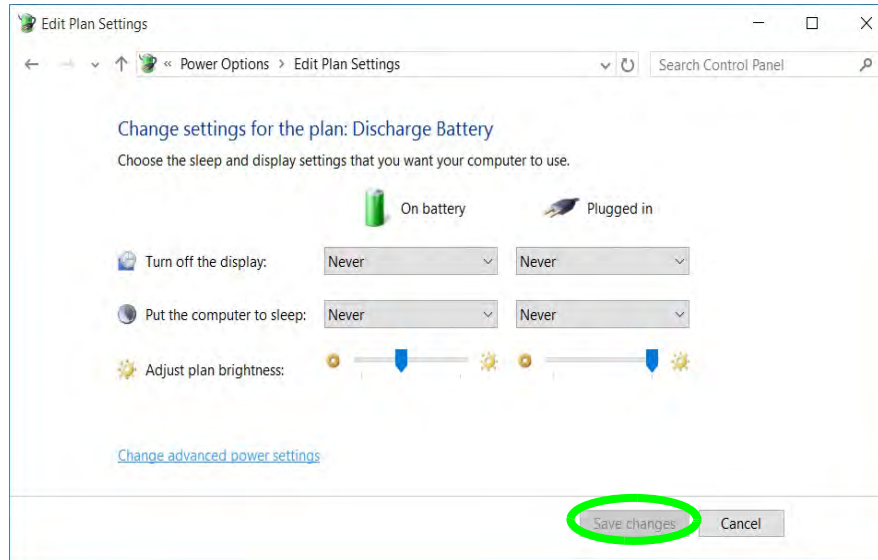 Edit Plan Settings
« Power Options > Edit Plan Settings
Search Control Panel
Change settings for the plan: Discharge Battery
Choose the sleep and display settings that you want your computer to use.
On battery
Plugged in
Turn off the display: Never Never
Put the computer to sleep: Never Never
Adjust plan brightness:
Change advanced power settings
Save changes Cancel